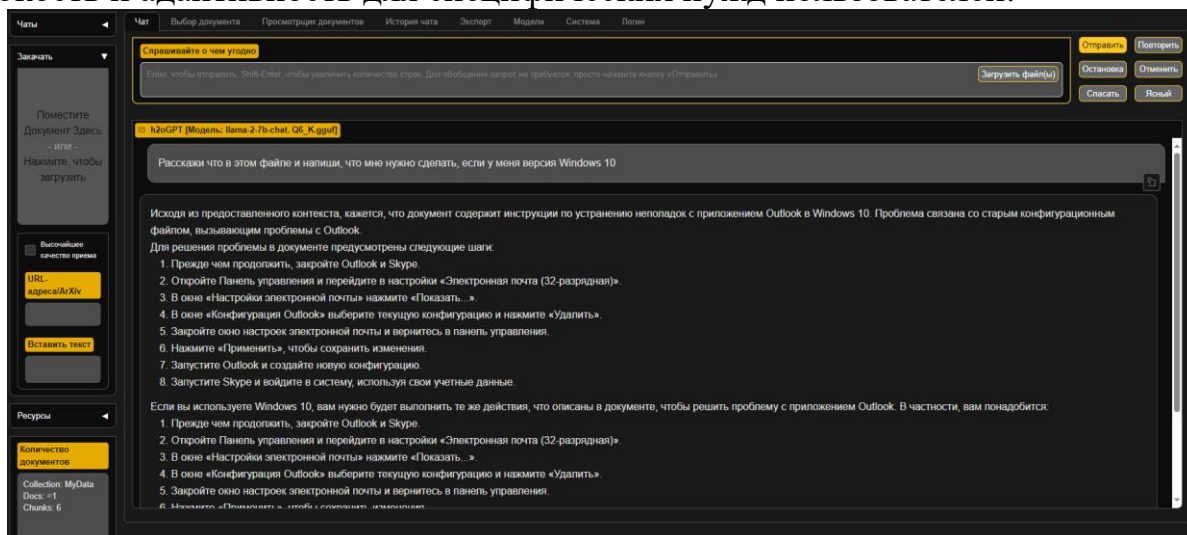 адаптивность для специфических нужд пользователей.
Чаты
Чат Выбор документа Просмотрщик документов История чата Эксперт Модели Система Логин
Закачать
Поместите
Документ Здесь
- или -
Нажмите, чтобы
загрузить
Высочайшее
качество приема
URL-
адреса/ArXiv
Вставить текст
Ресурсы
Количество
документов
Collection: MyData
Docs: =1
Chunks: 6
Спрашивайте о чем угодно
Enter, чтобы отправить, Shift-Enter, чтобы увеличить количество строк. Для обобщения запрос на требуется, просто нажмите кнопку «Отправить»
Загрузить файл(ы)
Отправить Повторить
Остановка Отменить
Спасать Ясный
h2oGPT [Модель: llama-2-7b-chat. Q6_K.gguf]
Расскажи что в этом файле и напиши, что мне нужно сделать, если у меня версия Windows 10
Исходя из предоставленного контекста, кажется, что документ содержит инструкции по устранению неполадок с приложением Outlook в Windows 10. Проблема связана со старым конфигурационным
файлом, вызывающим проблемы с Outlook.
Для решения проблемы в документе предусмотрены следующие шаги:
1. Прежде чем продолжить, закройте Outlook и Skype.
2. Откройте Панель управления и перейдите в настройки «Электронная почта (32-разрядная)».
3. В окне «Настройки электронной почты» нажмите «Показать...».
4. В окне «Конфигурация Outlook» выберите текущую конфигурацию и нажмите «Удалить».
5. Закройте окно настроек электронной почты и вернитесь в панель управления.
6. Нажмите «Применить», чтобы сохранить изменения.
7. Запустите Outlook и создайте новую конфигурацию.
8. Запустите Skype и войдите в систему, используя свои учетные данные.
Если вы используете Windows 10, вам нужно будет выполнить те же действия, что описаны в документе, чтобы решить проблему с приложением Outlook. В частности, вам понадобится:
1. Прежде чем продолжить, закройте Outlook и Skype.
2. Откройте Панель управления и перейдите в настройки «Электронная почта (32-разрядная)».
3. В окне «Настройки электронной почты» нажмите «Показать...».
4. В окне «Конфигурация Outlook» выберите текущую конфигурацию и нажмите «Удалить».
5. Закройте окно настроек электронной почты и вернитесь в панель управления.
6. Нажмите «Применить», чтобы сохранить изменения.